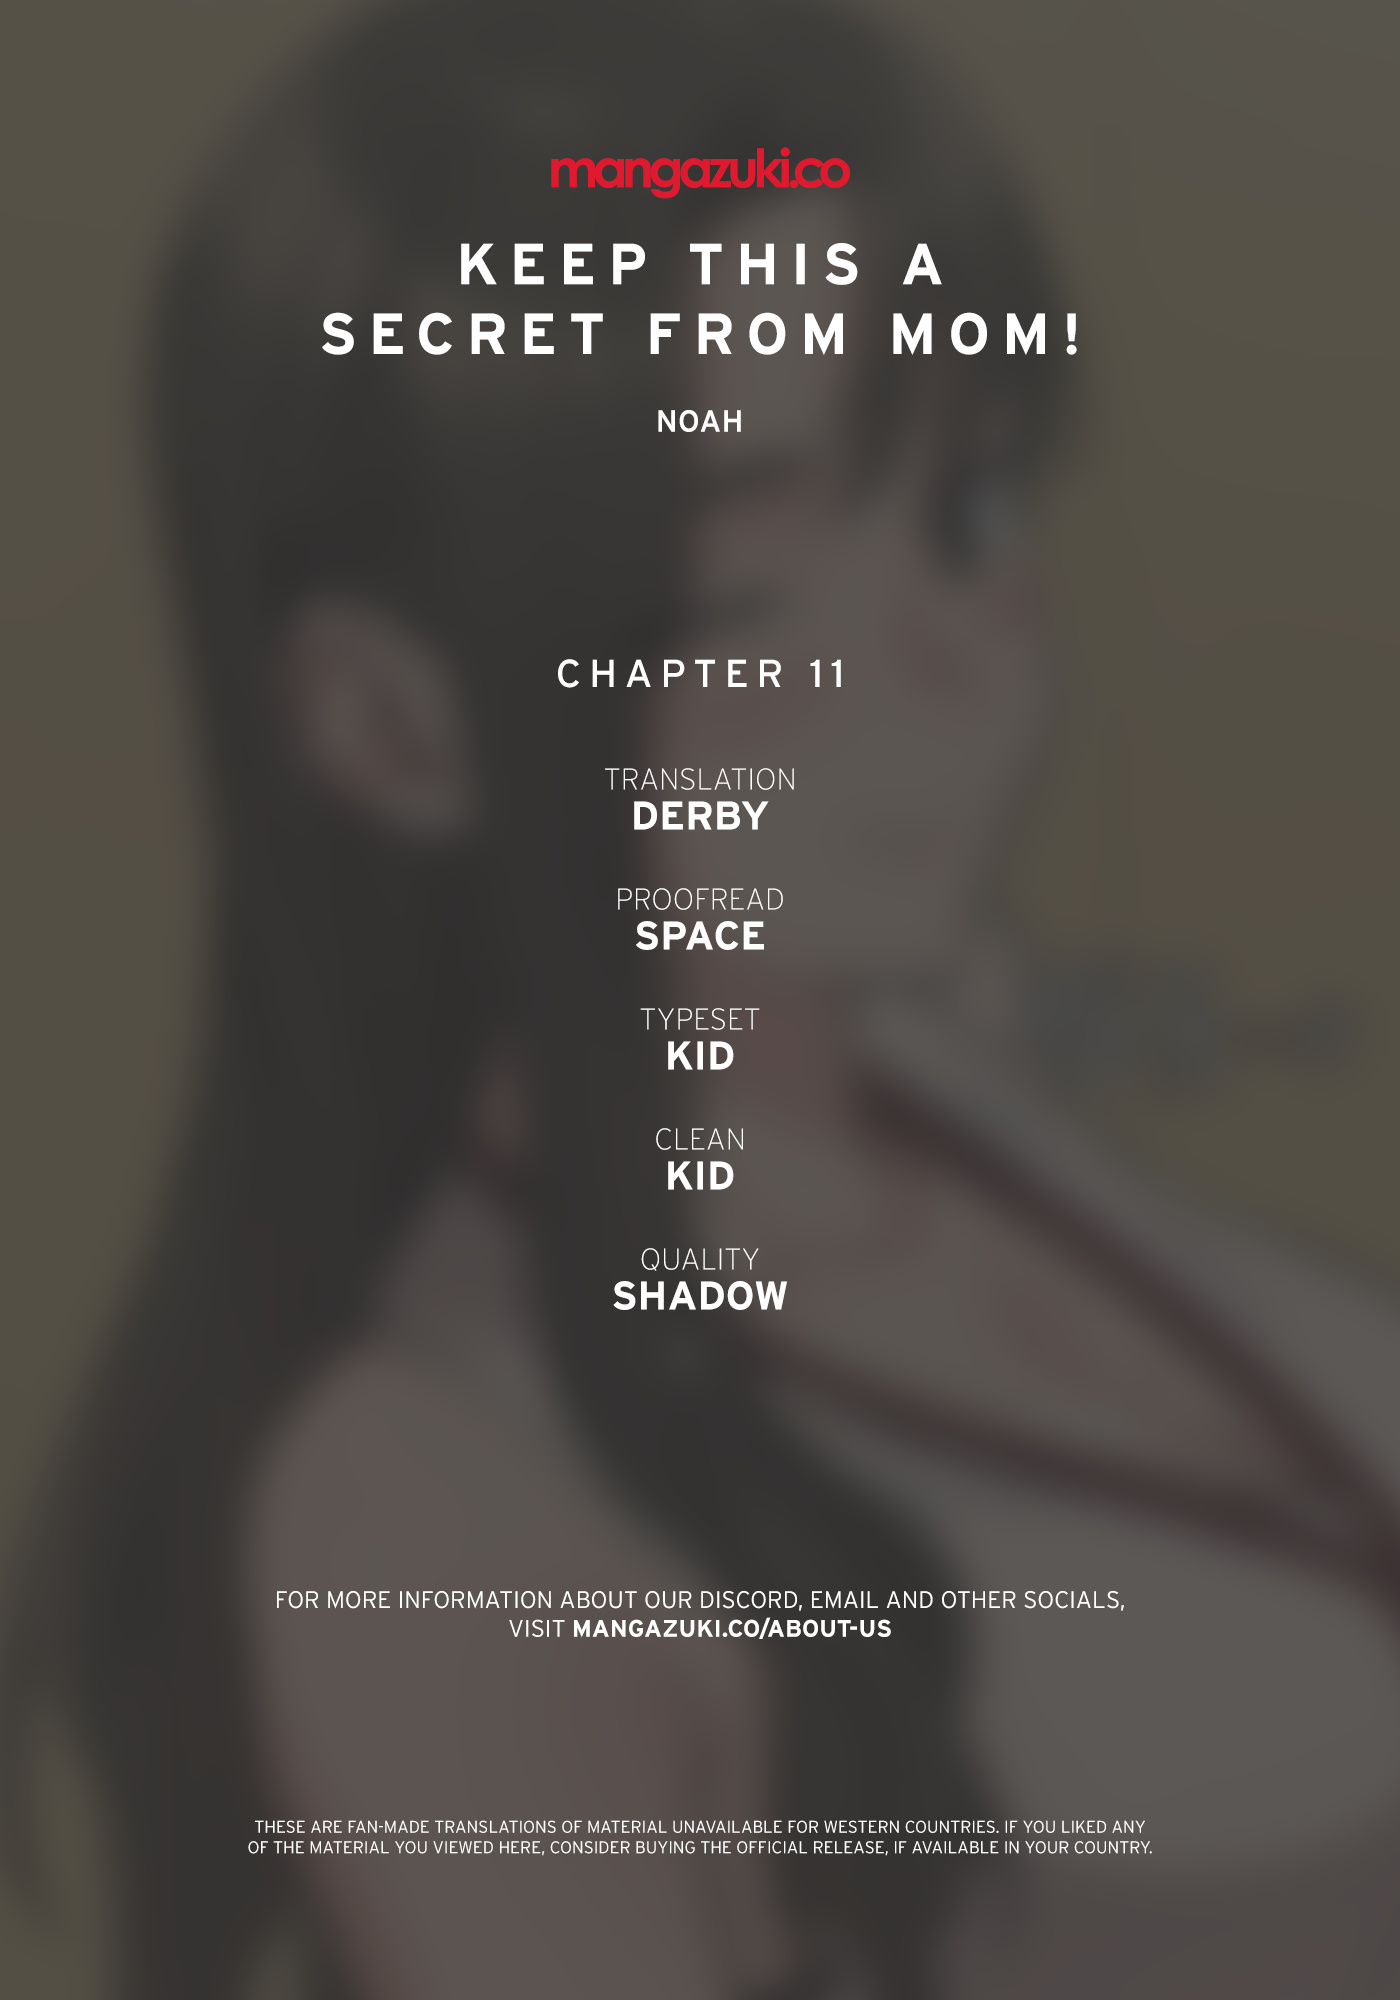 mangazuki.co
KEEP THIS A
SECRET FROM MOM!
NOAH
CHAPTER 11
TRANSLATION
DERBY
PROOFREAD
SPACE
TYPESET
KID
CLEAN
KID
QUALITY
SHADOW
FOR MORE INFORMATION ABOUT OUR DISCORD, EMAIL AND OTHER SOCIALS,
VISIT MANGAZUKI.CO/ABOUT-US
THESE ARE FAN-MADE TRANSLATIONS OF MATERIAL UNAVAILABLE FOR WESTERN COUNTRIES. IF YOU LIKED ANY
OF THE MATERIAL YOU VIEWED HERE, CONSIDER BUYING THE OFFICIAL RELEASE, IF AVAILABLE IN YOUR COUNTRY.